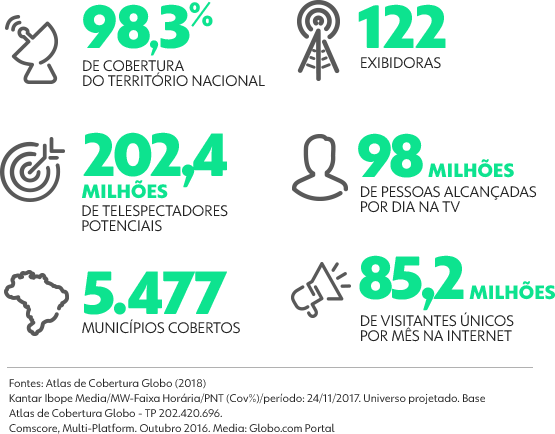 98,3%
DE COBERTURA
DO TERRITÓRIO NACIONAL
122
EXIBIDORAS
202,4
MILHÕES
DE TELESPECTADORES
POTENCIAIS
98 MILHÕES
DE PESSOAS ALCANÇADAS
POR DIA NA TV
5.477
MUNICÍPIOS COBERTOS
85,2 MILHÕES
DE VISITANTES ÚNICOS
POR MÊS NA INTERNET
Fontes: Atlas de Cobertura Globo (2018)
Kantar Ibope Media/MW-Faixa Horária/PNT (Cov%)/período: 24/11/2017. Universo projetado. Base
Atlas de Cobertura Globo - TP 202.420.696.
Comscore, Multi-Platform. Outubro 2016. Media: Globo.com Portal